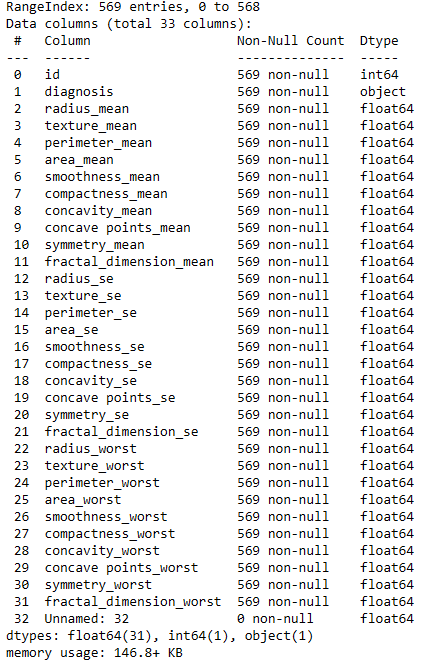 RangeIndex: 569 entries, 0 to 568
Data columns (total 33 columns):
 #   Column                   Non-Null Count  Dtype
---  ------                   --------------  -----
 0   id                       569 non-null    int64
 1   diagnosis                569 non-null    object
 2   radius_mean              569 non-null    float64
 3   texture_mean             569 non-null    float64
 4   perimeter_mean           569 non-null    float64
 5   area_mean                569 non-null    float64
 6   smoothness_mean          569 non-null    float64
 7   compactness_mean         569 non-null    float64
 8   concavity_mean           569 non-null    float64
 9   concave points_mean      569 non-null    float64
 10  symmetry_mean            569 non-null    float64
 11  fractal_dimension_mean   569 non-null    float64
 12  radius_se                569 non-null    float64
 13  texture_se               569 non-null    float64
 14  perimeter_se             569 non-null    float64
 15  area_se                  569 non-null    float64
 16  smoothness_se            569 non-null    float64
 17  compactness_se           569 non-null    float64
 18  concavity_se             569 non-null    float64
 19  concave points_se        569 non-null    float64
 20  symmetry_se              569 non-null    float64
 21  fractal_dimension_se     569 non-null    float64
 22  radius_worst             569 non-null    float64
 23  texture_worst            569 non-null    float64
 24  perimeter_worst          569 non-null    float64
 25  area_worst               569 non-null    float64
 26  smoothness_worst         569 non-null    float64
 27  compactness_worst        569 non-null    float64
 28  concavity_worst          569 non-null    float64
 29  concave points_worst     569 non-null    float64
 30  symmetry_worst           569 non-null    float64
 31  fractal_dimension_worst  569 non-null    float64
 32  Unnamed: 32              0 non-null      float64
dtypes: float64(31), int64(1), object(1)
memory usage: 146.8+ KB